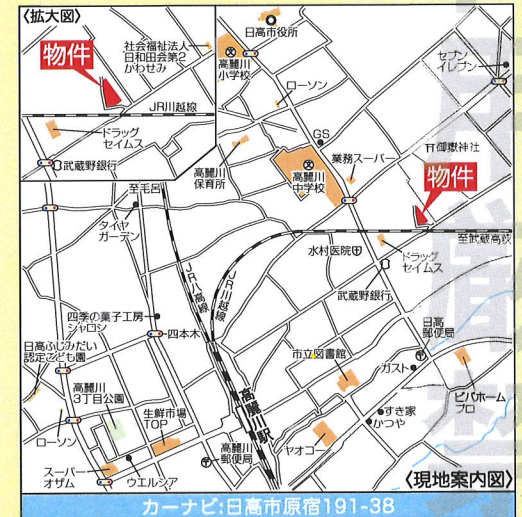 〈拡大図〉
物件
社会福祉法人
日和田会第2
かわせみ
JR川越線
ドラッグ
セイムス
武蔵野銀行
日高市役所
高麗川
小学校
ローソン
セブン
イレブン
GS
業務スーパー
御嶽神社
高麗川
保育所
高麗川
中学校
物件
至武蔵高萩
水村医院
ドラッグ
セイムス
武蔵野銀行
至毛呂
タイヤ
ガーデン
JR八高線
JR川越線
四季の菓子工房
シャロン
四本木
日高ふじみだい
認定こども園
高麗川
3丁目公園
生鮮市場
TOP
ローソン
スーパー
オザム
ウエルシア
高麗川駅
高麗川
郵便局
市立図書館
日高
郵便局
ガスト
ビバホーム
プロ
すき家
かつや
ヤオコー
〈現地案内図〉
カーナビ:日高市原宿191-38